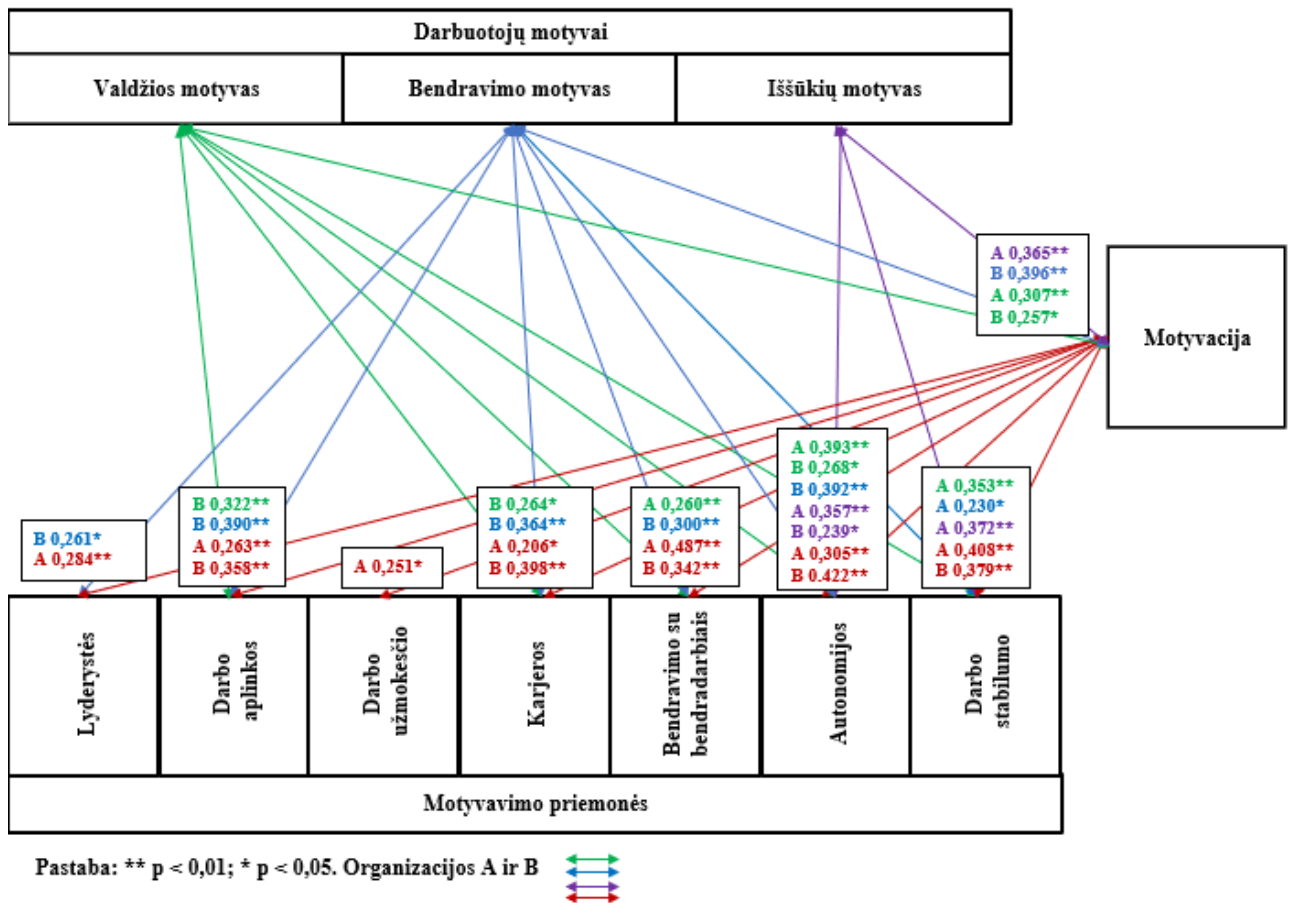 Darbuotojų motyvai
Valdžios motyvas
Bendravimo motyvas
Iššūkių motyvas
A 0,365**
B 0,396**
A 0,307**
B 0,257*
Motyvacija
B 0,261*
A 0,284**
B 0,322**
B 0,390**
A 0,263**
B 0,358**
A 0,251*
B 0,264*
B 0,364**
A 0,206*
B 0,398**
A 0,260**
B 0,300**
A 0,487**
B 0,342**
A 0,393**
B 0,268*
B 0,392**
A 0,357**
B 0,239*
A 0,305**
B 0.422**
A 0,353**
A 0,230*
A 0,372**
A 0,408**
B 0,379**
Lyderystės
Darbo
aplinkos
Darbo
užmokesčio
Karjeros
Bendravimo su
bendradarbiais
Autonomijos
Darbo
stabilumo
Motyvavimo priemonės
Pastaba: ** p < 0,01; * p < 0,05. Organizacijos A ir B